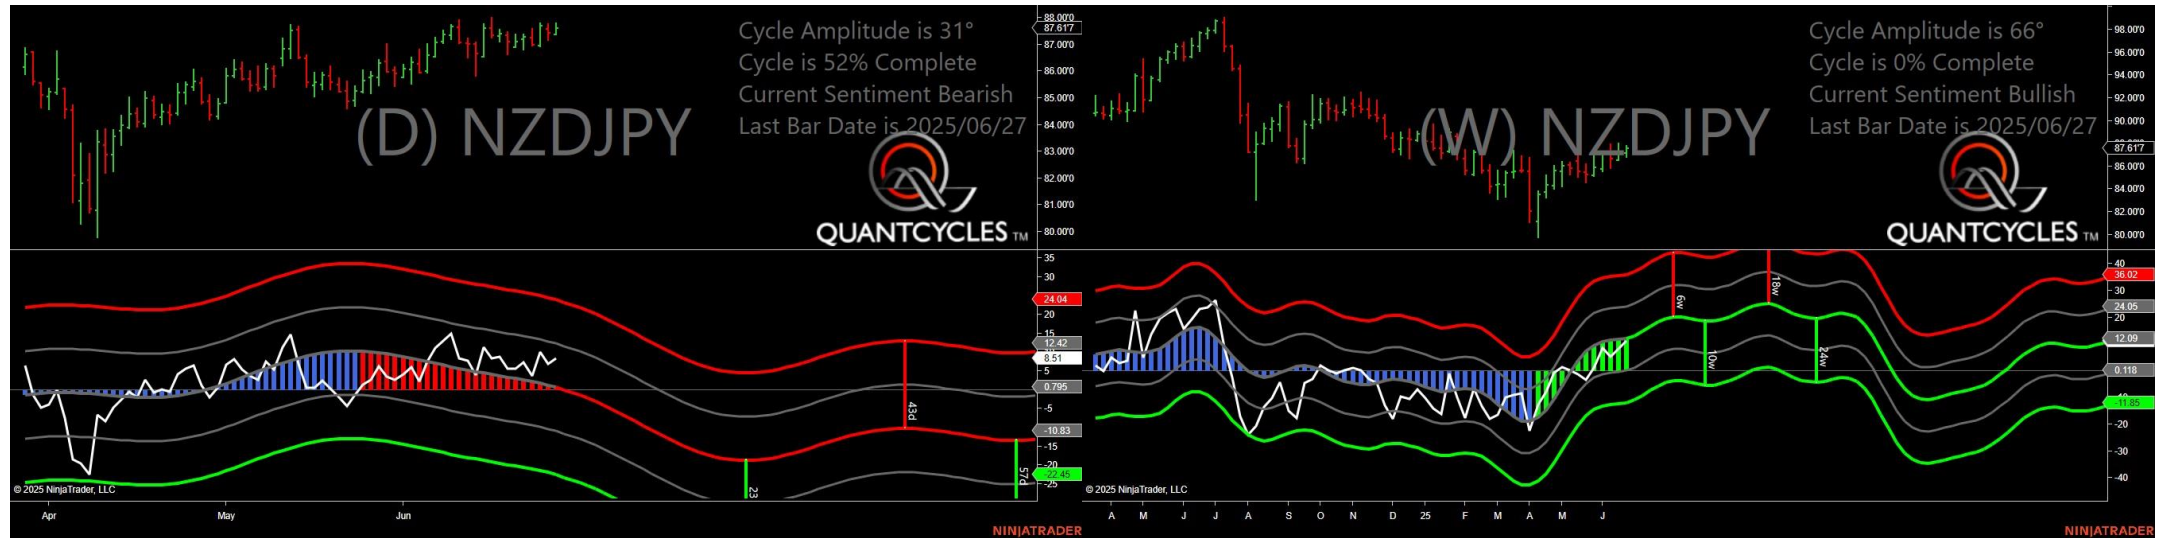 Cycle Amplitude is 31°
Cycle is 52% Complete
Current Sentiment Bearish
Last Bar Date is 2025/06/27
(D) NZDJPY
QUANTCYCLES TM
88.00'0
87.61'7
87.00'0
86.00'0
85.00'0
84.00'0
83.00'0
82.00'0
81.00'0
80.00'0
35
30
24.04
20
15
12.42
8.51
5
0.795
-5
-10.83
-15
-20
-22.45
-25
43d
23
57d
© 2025 NinjaTrader, LLC
Apr May Jun
NINJATRADER
Cycle Amplitude is 66°
Cycle is 0% Complete
Current Sentiment Bullish
Last Bar Date is 2025/06/27
(W) NZDJPY
QUANTCYCLES TM
98.00'0
96.00'0
94.00'0
92.00'0
90.00'0
87.61'7
86.00'0
84.00'0
82.00'0
80.00'0
40
36.02
30
24.05
20
12.09
0.118
-11.85
-20
-30
-40
6w
18w
10w
24w
© 2025 NinjaTrader, LLC
A M J J A S O N D 25 F M A M J
NINJATRADER